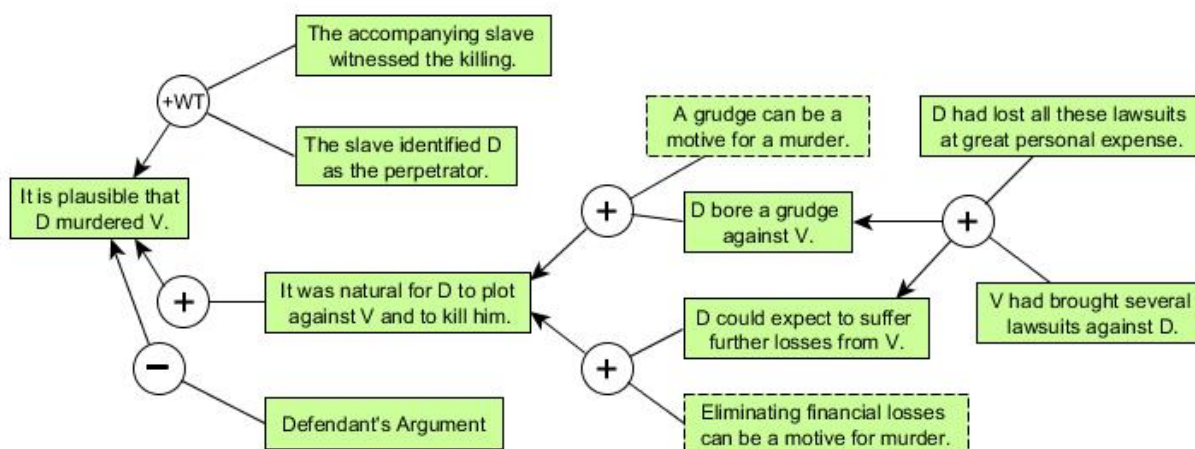 The accompanying slave
witnessed the killing.
+WT
The slave identified D
as the perpetrator.
It is plausible that
D murdered V.
A grudge can be a
motive for a murder.
D had lost all these lawsuits
at great personal expense.
+
D bore a grudge
against V.
+
+
It was natural for D to plot
against V and to kill him.
D could expect to suffer
further losses from V.
V had brought several
lawsuits against D.
+
−
Defendant's Argument
Eliminating financial losses
can be a motive for murder.